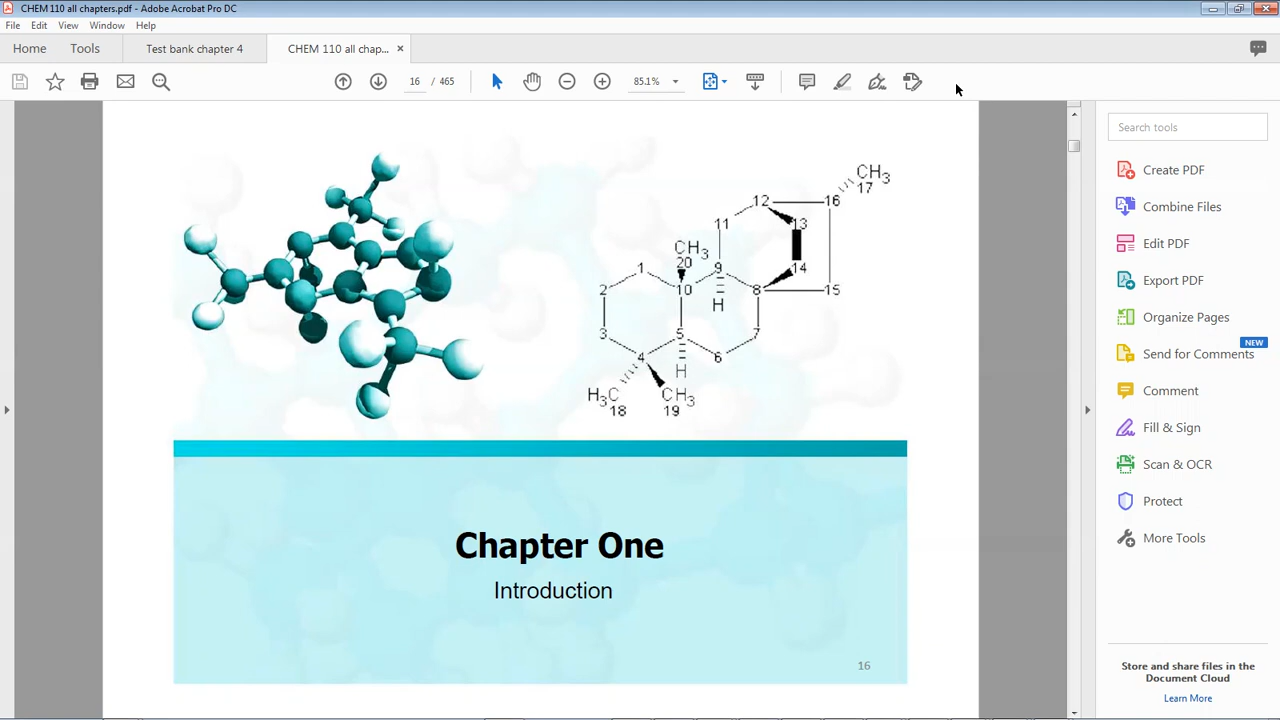 CHEM 110 all chapters.pdf - Adobe Acrobat Pro DC
File Edit View Window Help
Home Tools Test bank chapter 4 CHEM 110 all chap... ×
16 / 465 85.1%
Search tools
Create PDF
Combine Files
Edit PDF
Export PDF
Organize Pages
NEW
Send for Comments
Comment
Fill & Sign
Scan & OCR
Protect
More Tools
Store and share files in the
Document Cloud
Learn More
CH3
17
12 16
11 13
CH3
20
1 9 14
2 10 H 8 15
3 5 7
4 H 6
H3C CH3
18 19
Chapter One
Introduction
16